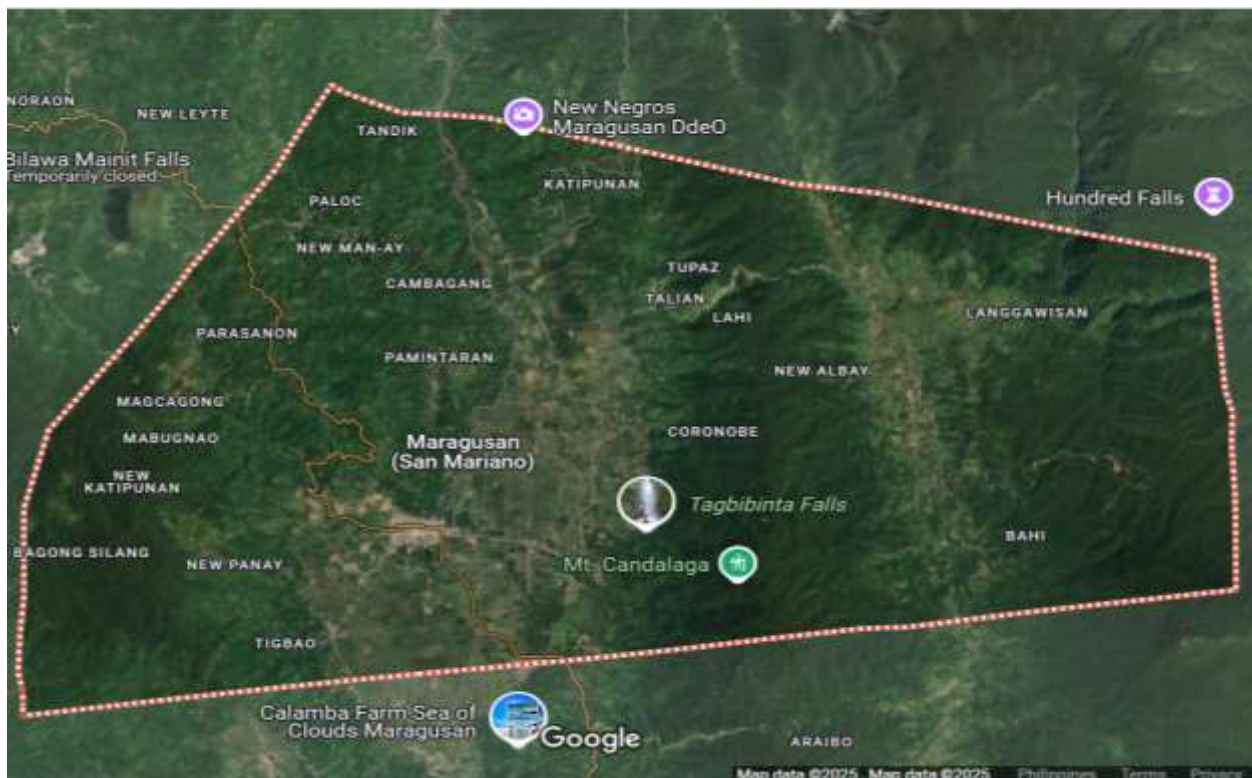 NORAON
NEW LEYTE
TANDIK
New Negros
Maragusan DdeO
Bilawa Mainit Falls
Temporarily closed
KATIPUNAN
Hundred Falls
PALOC
NEW MAN-AY
CAMBAGANG
TUPAZ
TALIAN
LAHI
LANGGAWISAN
PARASANON
PAMINTARAN
NEW ALBAY
MAGCAGONG
MABUGNAO
Maragusan
(San Mariano)
CORONOBE
NEW
KATIPUNAN
Tagbibinta Falls
BAGONG SILANG
NEW PANAY
Mt. Candalaga
BAHI
TIGBAO
Calamba Farm Sea of
Clouds Maragusan
Google
ARAIBO
Map data ©2025 Map data ©2025 Philippines Terms Privacy